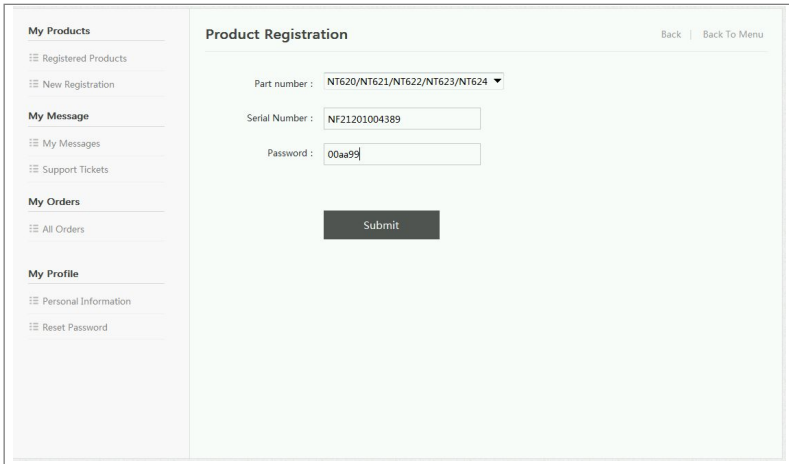 My Products
Registered Products
New Registration
My Message
My Messages
Support Tickets
My Orders
All Orders
My Profile
Personal Information
Reset Password
Product Registration
Back | Back To Menu
Part number : NT620/NT621/NT622/NT623/NT624
Serial Number : NF21201004389
Password : 00aa99
Submit